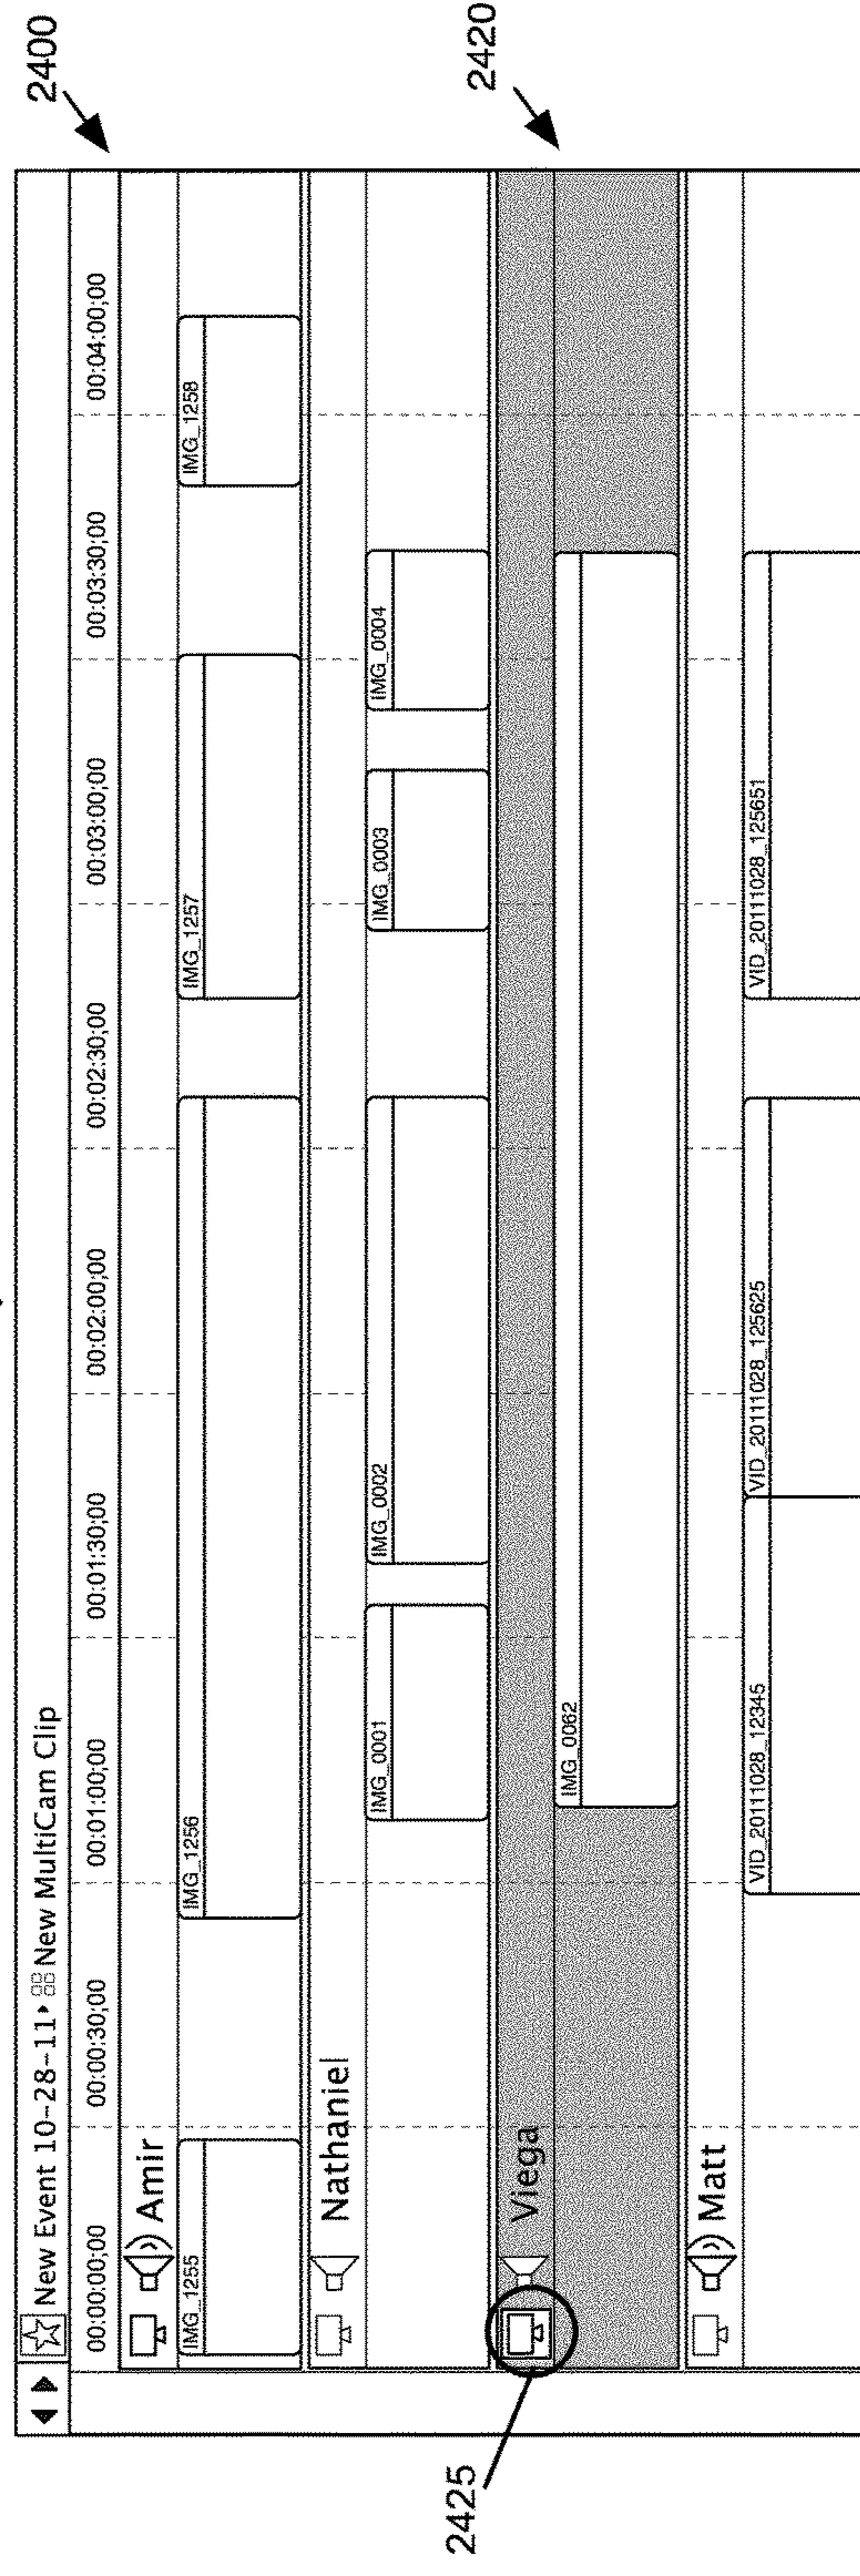 2400
New Event 10-28-11 New MultiCam Clip
00:00:00;00 00:00:30;00 00:01:00;00 00:01:30;00 00:02:00;00 00:02:30;00 00:03:00;00 00:03:30;00 00:04:00;00
Amir
IMG_1255 IMG_1256 IMG_1257 IMG_1258
Nathaniel
IMG_0001 IMG_0002 IMG_0003 IMG_0004
2420
2425
Viega
IMG_0062
Matt
VID_20111028_12345 VID_20111028_125625 VID_20111028_125651